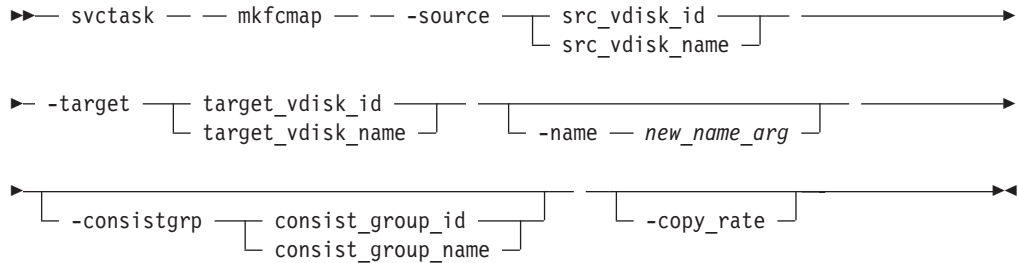 svctask mkfcmap -source src_vdisk_id
src_vdisk_name
-target target_vdisk_id
target_vdisk_name -name new_name_arg
-consistgrp consist_group_id -copy_rate
consist_group_name